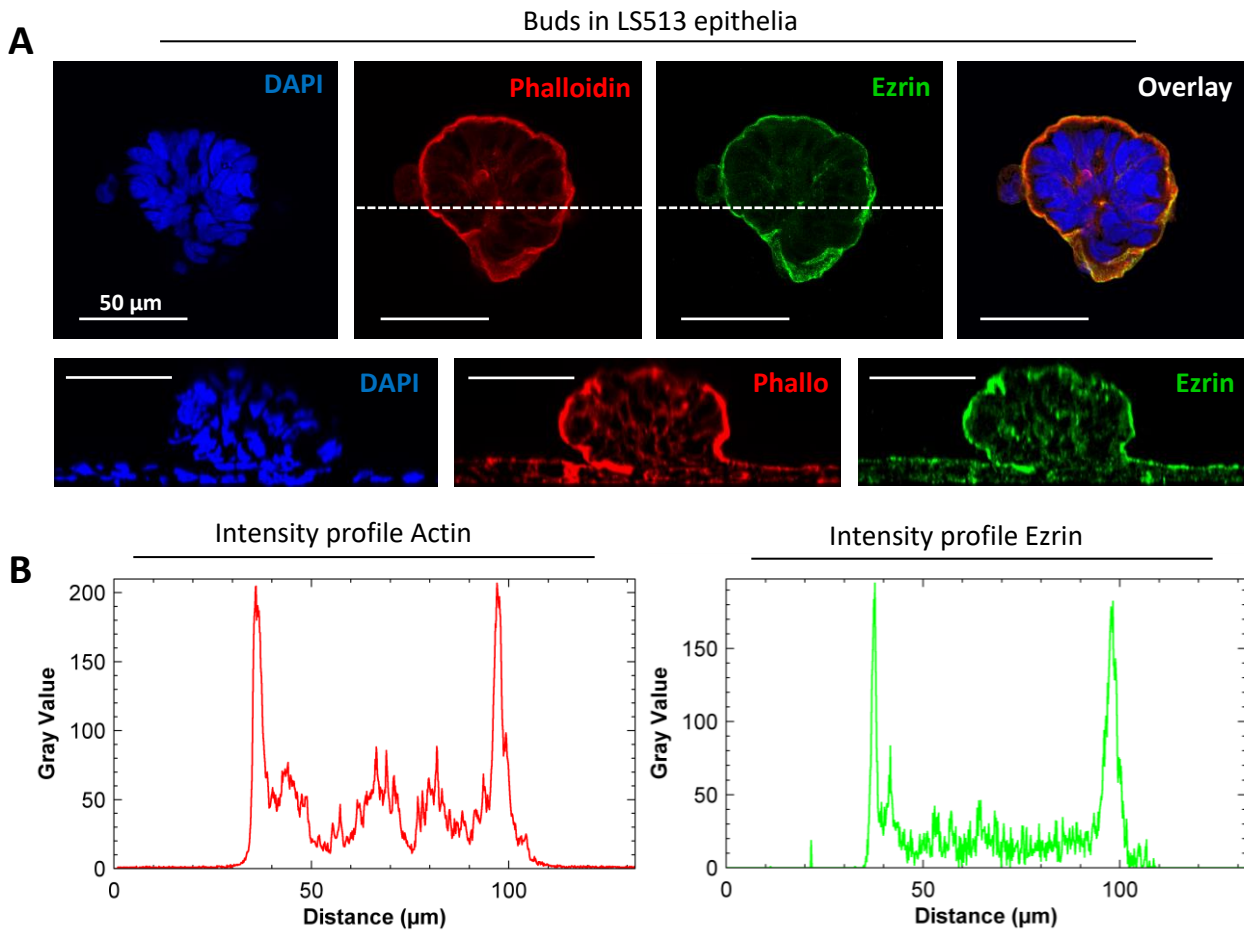 Buds in LS513 epithelia
A
DAPI
Phalloidin
Ezrin
Overlay
50 µm
DAPI
Phallo
Ezrin
B
Intensity profile Actin
Intensity profile Ezrin
200
150
100
50
0
Gray Value
0 50 100
Distance (µm)
150
100
50
0
Gray Value
0 50 100
Distance (µm)